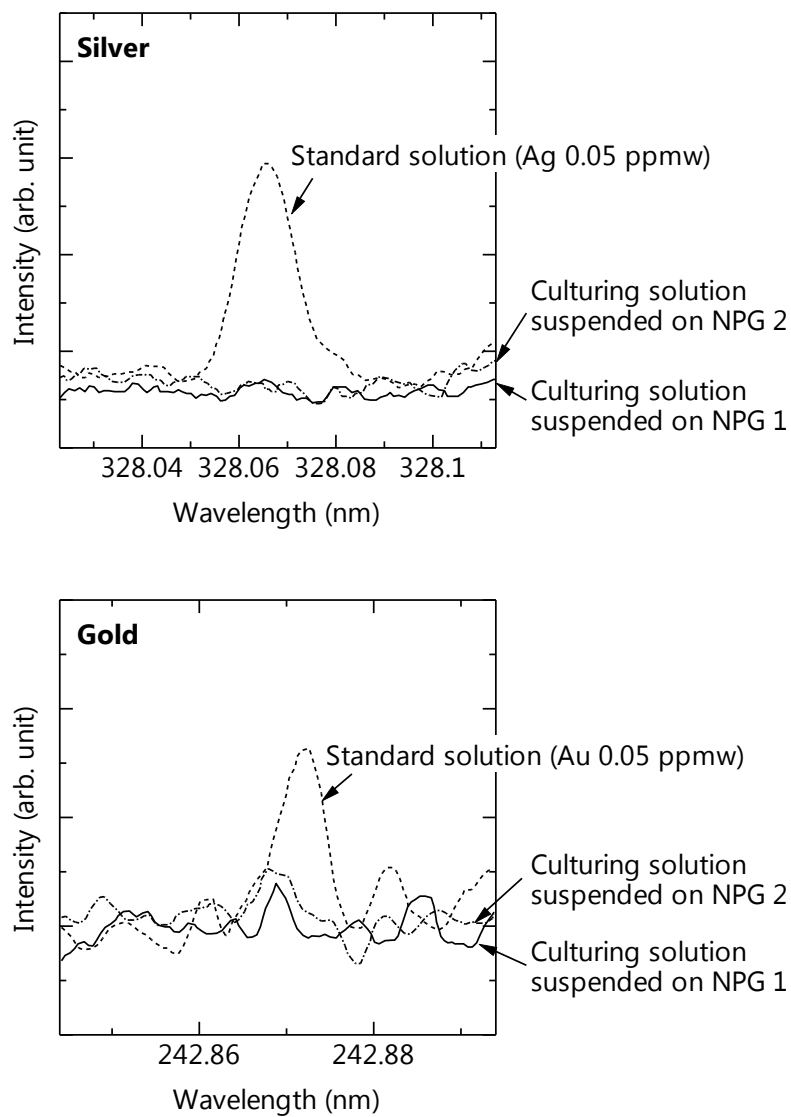 Silver
Standard solution (Ag 0.05 ppmw)
Culturing solution
suspended on NPG 2
Culturing solution
suspended on NPG 1
Intensity (arb. unit)
328.04 328.06 328.08 328.1
Wavelength (nm)
Gold
Standard solution (Au 0.05 ppmw)
Culturing solution
suspended on NPG 2
Culturing solution
suspended on NPG 1
Intensity (arb. unit)
242.86 242.88
Wavelength (nm)